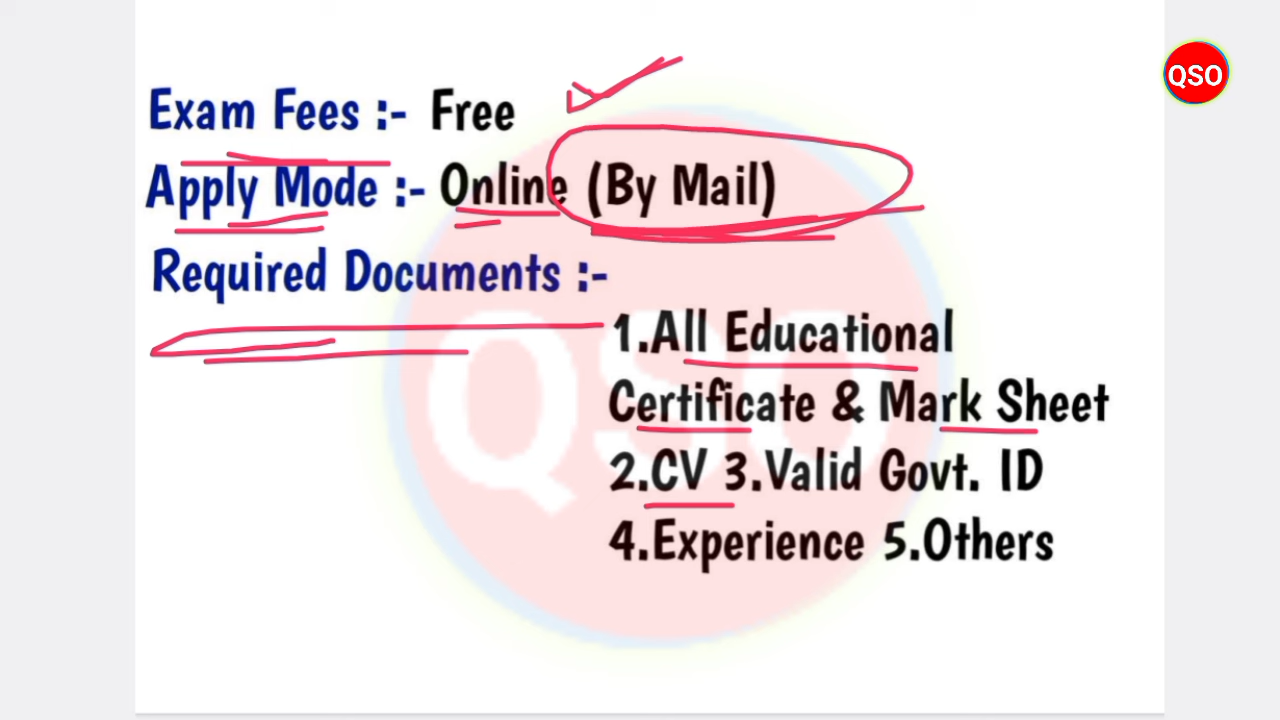 QSO
Exam Fees :- Free
Apply Mode :- Online (By Mail)
Required Documents :-
1.All Educational
Certificate & Mark Sheet
2.CV 3.Valid Govt. ID
4.Experience 5.Others
QSO